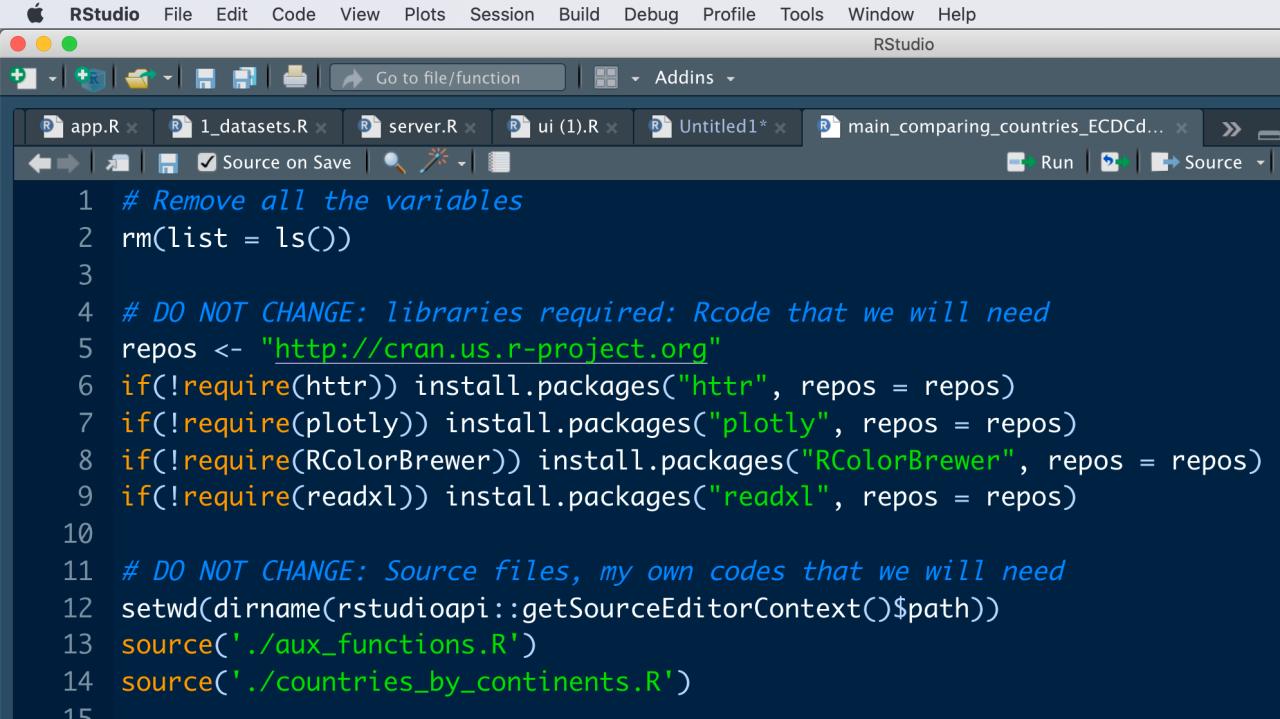 RStudio File Edit Code View Plots Session Build Debug Profile Tools Window Help
RStudio
Go to file/function Addins
app.R 1_datasets.R server.R ui (1).R Untitled1* main_comparing_countries_ECDCd...
Source on Save Run Source
1 # Remove all the variables
2 rm(list = ls())
3
4 # DO NOT CHANGE: libraries required: Rcode that we will need
5 repos <- "http://cran.us.r-project.org"
6 if(!require(httr)) install.packages("httr", repos = repos)
7 if(!require(plotly)) install.packages("plotly", repos = repos)
8 if(!require(RColorBrewer)) install.packages("RColorBrewer", repos = repos)
9 if(!require(readxl)) install.packages("readxl", repos = repos)
10
11 # DO NOT CHANGE: Source files, my own codes that we will need
12 setwd(dirname(rstudioapi::getSourceEditorContext()$path))
13 source('./aux_functions.R')
14 source('./countries_by_continents.R')
15